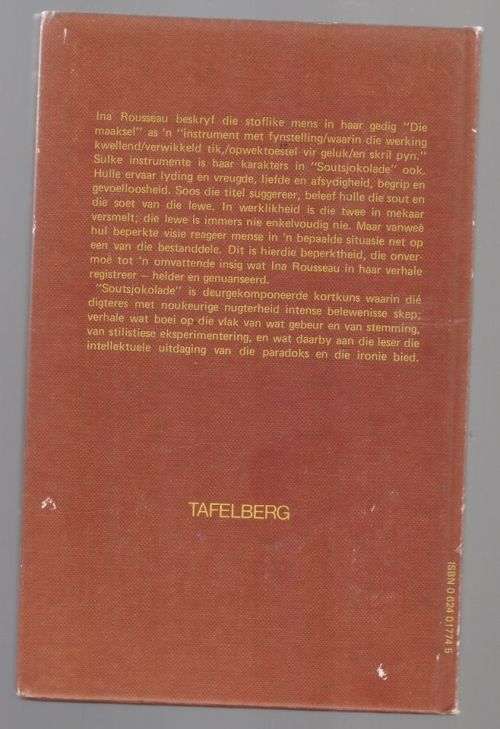 Ina Rousseau beskryf die stoflike mens in haar gedig "Die
maaksel" as 'n "instrument met fynstelling/waarin die werking
kwellend/verwikkeld tik,/opwektoestel vir geluk/en skril pyn."
Sulke instrumente is haar karakters in "Soutsjokolade" ook.
Hulle ervaar lyding en vreugde, liefde en afsydigheid, begrip en
gevoelloosheid. Soos die titel suggereer, beleef hulle die sout en
die soet van die lewe. In werklikheid is die twee in mekaar
versmelt; die lewe is immers nie enkelvoudig nie. Maar vanweë
hul beperkte visie reageer mense in 'n bepaalde situasie net op
een van die bestanddele. Dit is hierdie beperktheid, die onver-
moë tot 'n omvattende insig wat Ina Rousseau in haar verhale
registreer — helder en genuanseerd.
"Soutsjokolade" is deurgekomponeerde kortkuns waarin dié
digteres met noukeurige nugterheid intense belewenisse skep;
verhale wat boei op die vlak van wat gebeur en van stemming,
van stilistiese eksperimentering, en wat daarby aan die leser die
intellektuele uitdaging van die paradoks en die ironie bied.
TAFELBERG
ISBN 0 624 01774 5